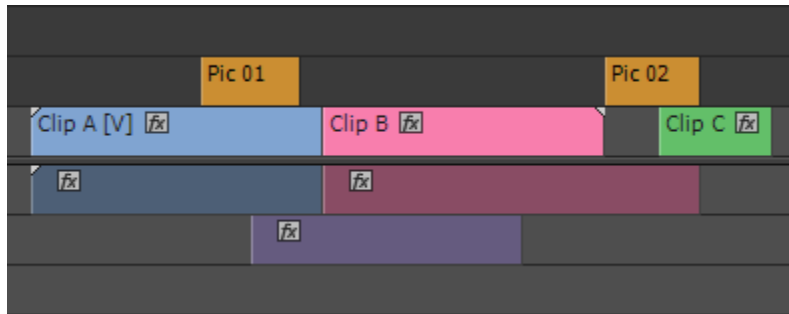 Pic 01
Pic 02
Clip A [V] fx
Clip B fx
Clip C fx
fx
fx
fx